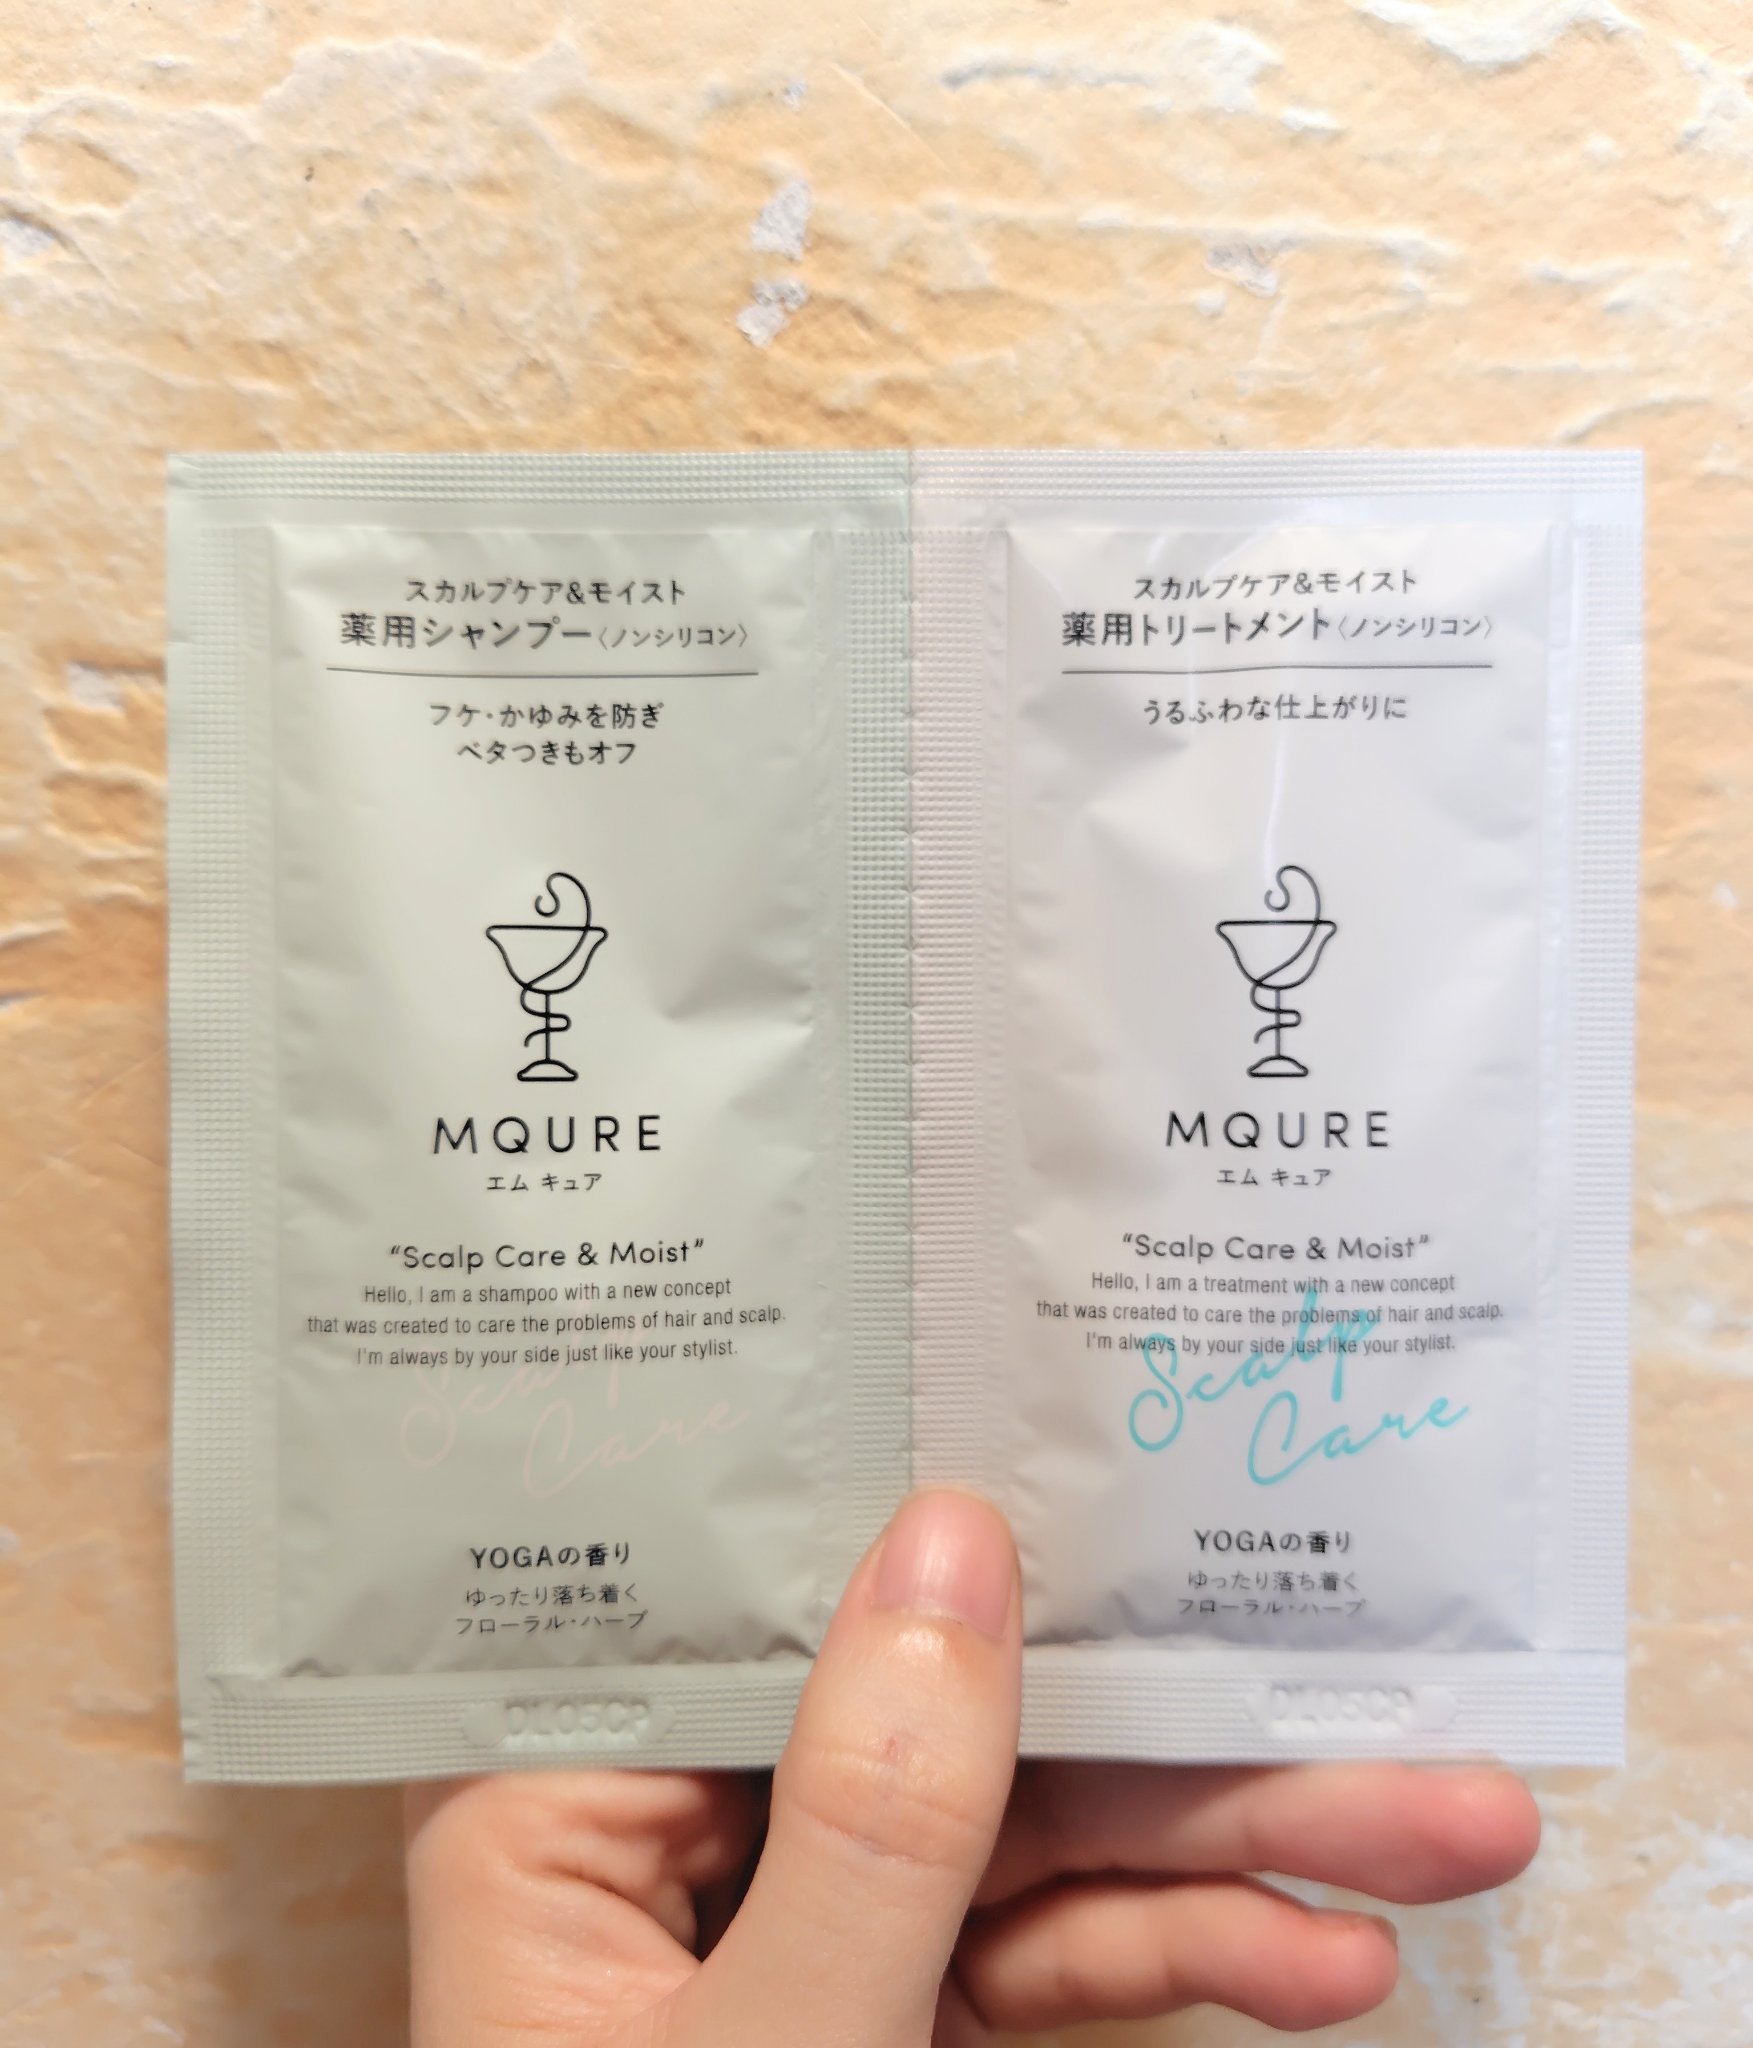 スカルプケア&モイスト
薬用シャンプー〈ノンシリコン〉
フケ・かゆみを防ぎ
ベタつきもオフ
MQURE
エム キュア
“Scalp Care & Moist”
Hello, I am a shampoo with a new concept
that was created to care the problems of hair and scalp.
I'm always by your side just like your stylist.
Scalp
Care
YOGAの香り
ゆったり落ち着く
フローラル・ハーブ
DL05CP
スカルプケア&モイスト
薬用トリートメント〈ノンシリコン〉
うるふわな仕上がりに
MQURE
エム キュア
“Scalp Care & Moist”
Hello, I am a treatment with a new concept
that was created to care the problems of hair and scalp.
I'm always by your side just like your stylist.
Scalp
Care
YOGAの香り
ゆったり落ち着く
フローラル・ハーブ
DL05CP